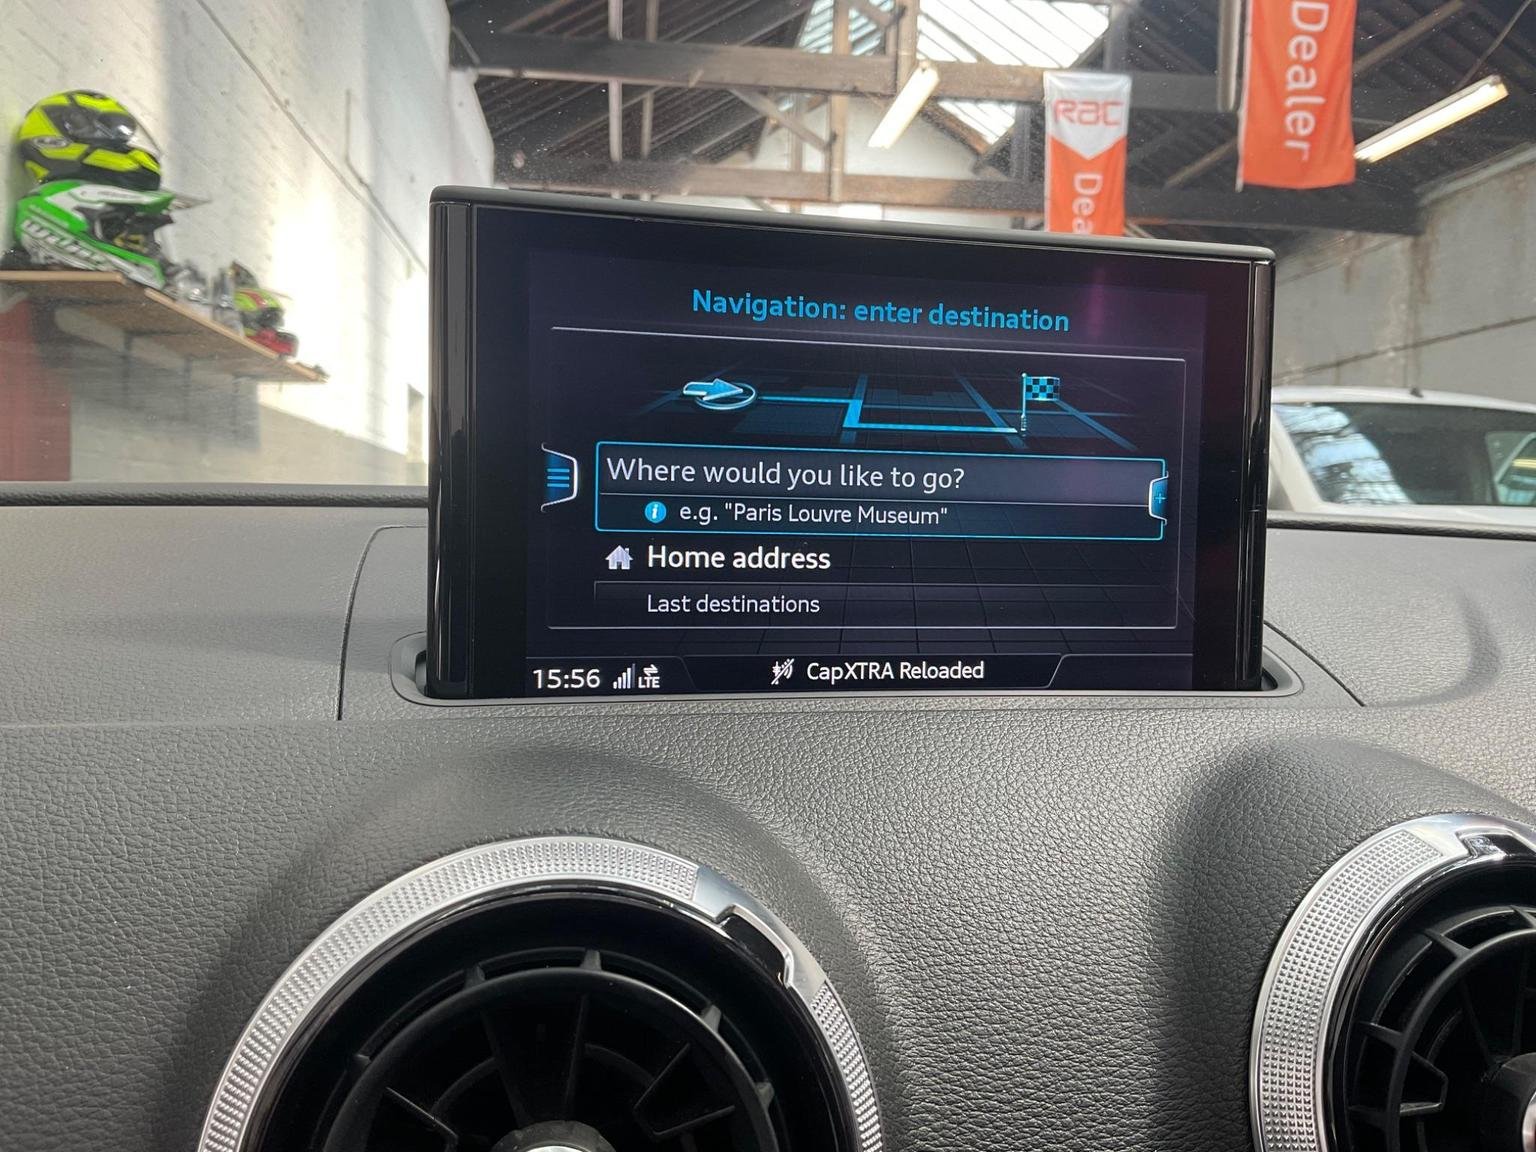 Dealer
RAC
Dea
Navigation: enter destination
Where would you like to go?
i e.g. "Paris Louvre Museum"
Home address
Last destinations
15:56 LTE CapXTRA Reloaded